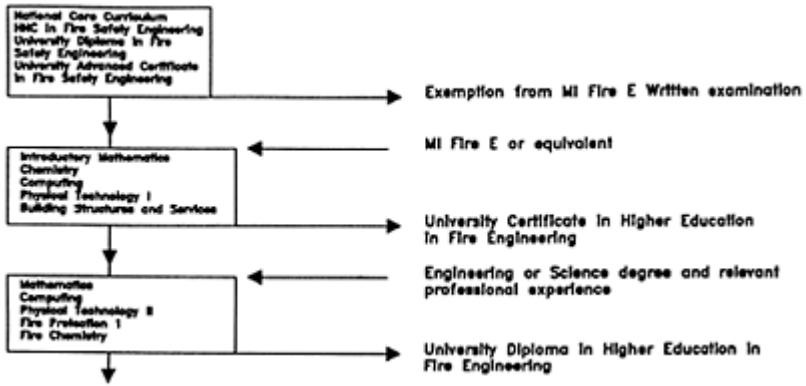 National Core Curriculum
HNC in Fire Safety Engineering
University Diploma in Fire
Safety Engineering
University Advanced Certificate
in Fire Safety Engineering
Exemption from MI Fire E Written examination
MI Fire E or equivalent
Introductory Mathematics
Chemistry
Computing
Physical Technology I
Building Structures and Services
University Certificate in Higher Education
in Fire Engineering
Engineering or Science degree and relevant
professional experience
Mathematics
Computing
Physical Technology II
Fire Protection 1
Fire Chemistry
University Diploma in Higher Education in
Fire Engineering